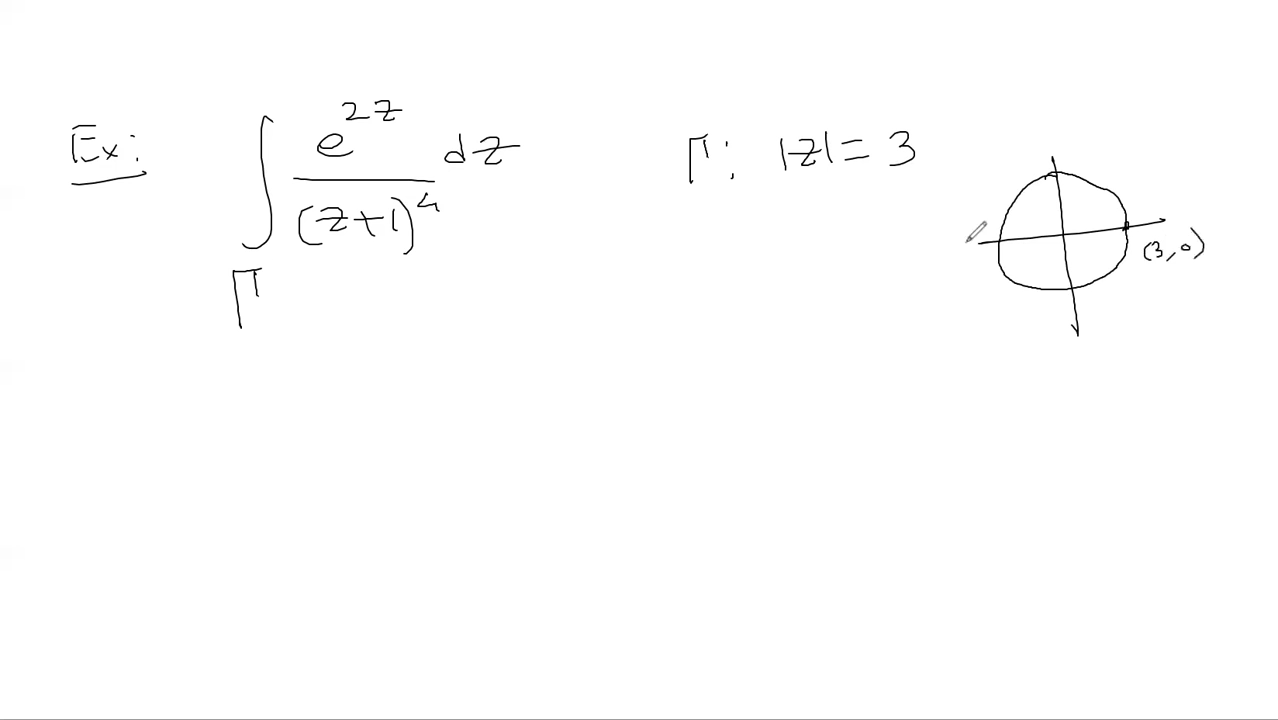 Ex: ∫_Γ e^{2z}/(z+1)^4 dz Γ: |z| = 3
(3,0)